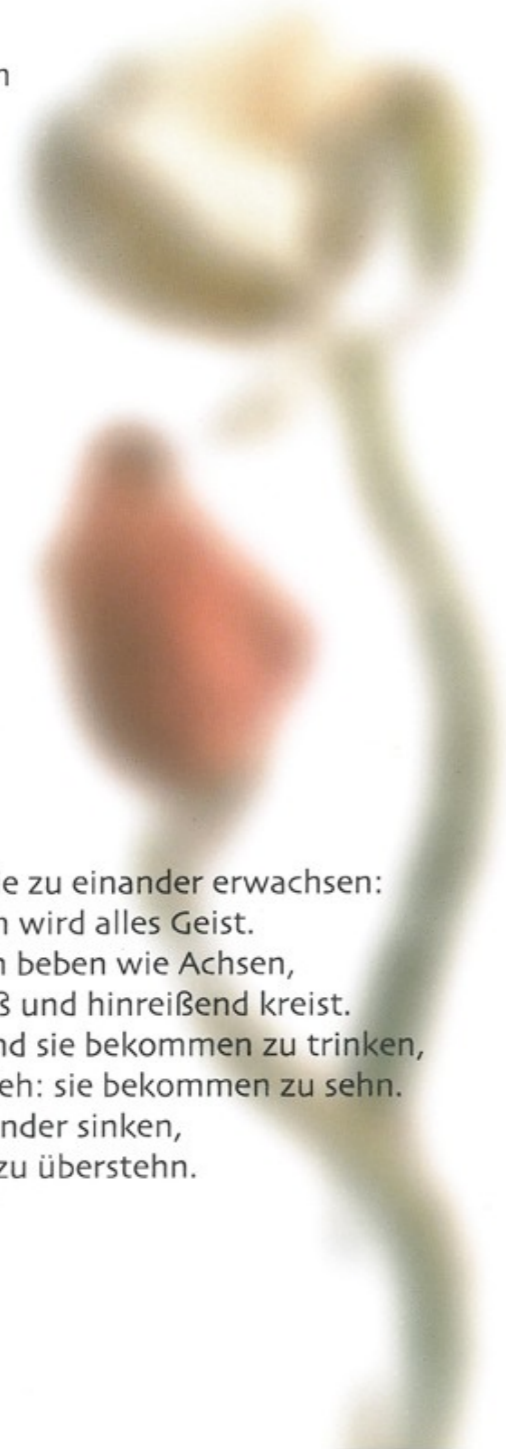 n
e zu einander erwachsen:
n wird alles Geist.
n beben wie Achsen,
ß und hinreißend kreist.
nd sie bekommen zu trinken,
eh: sie bekommen zu sehn.
nder sinken,
zu überstehn.